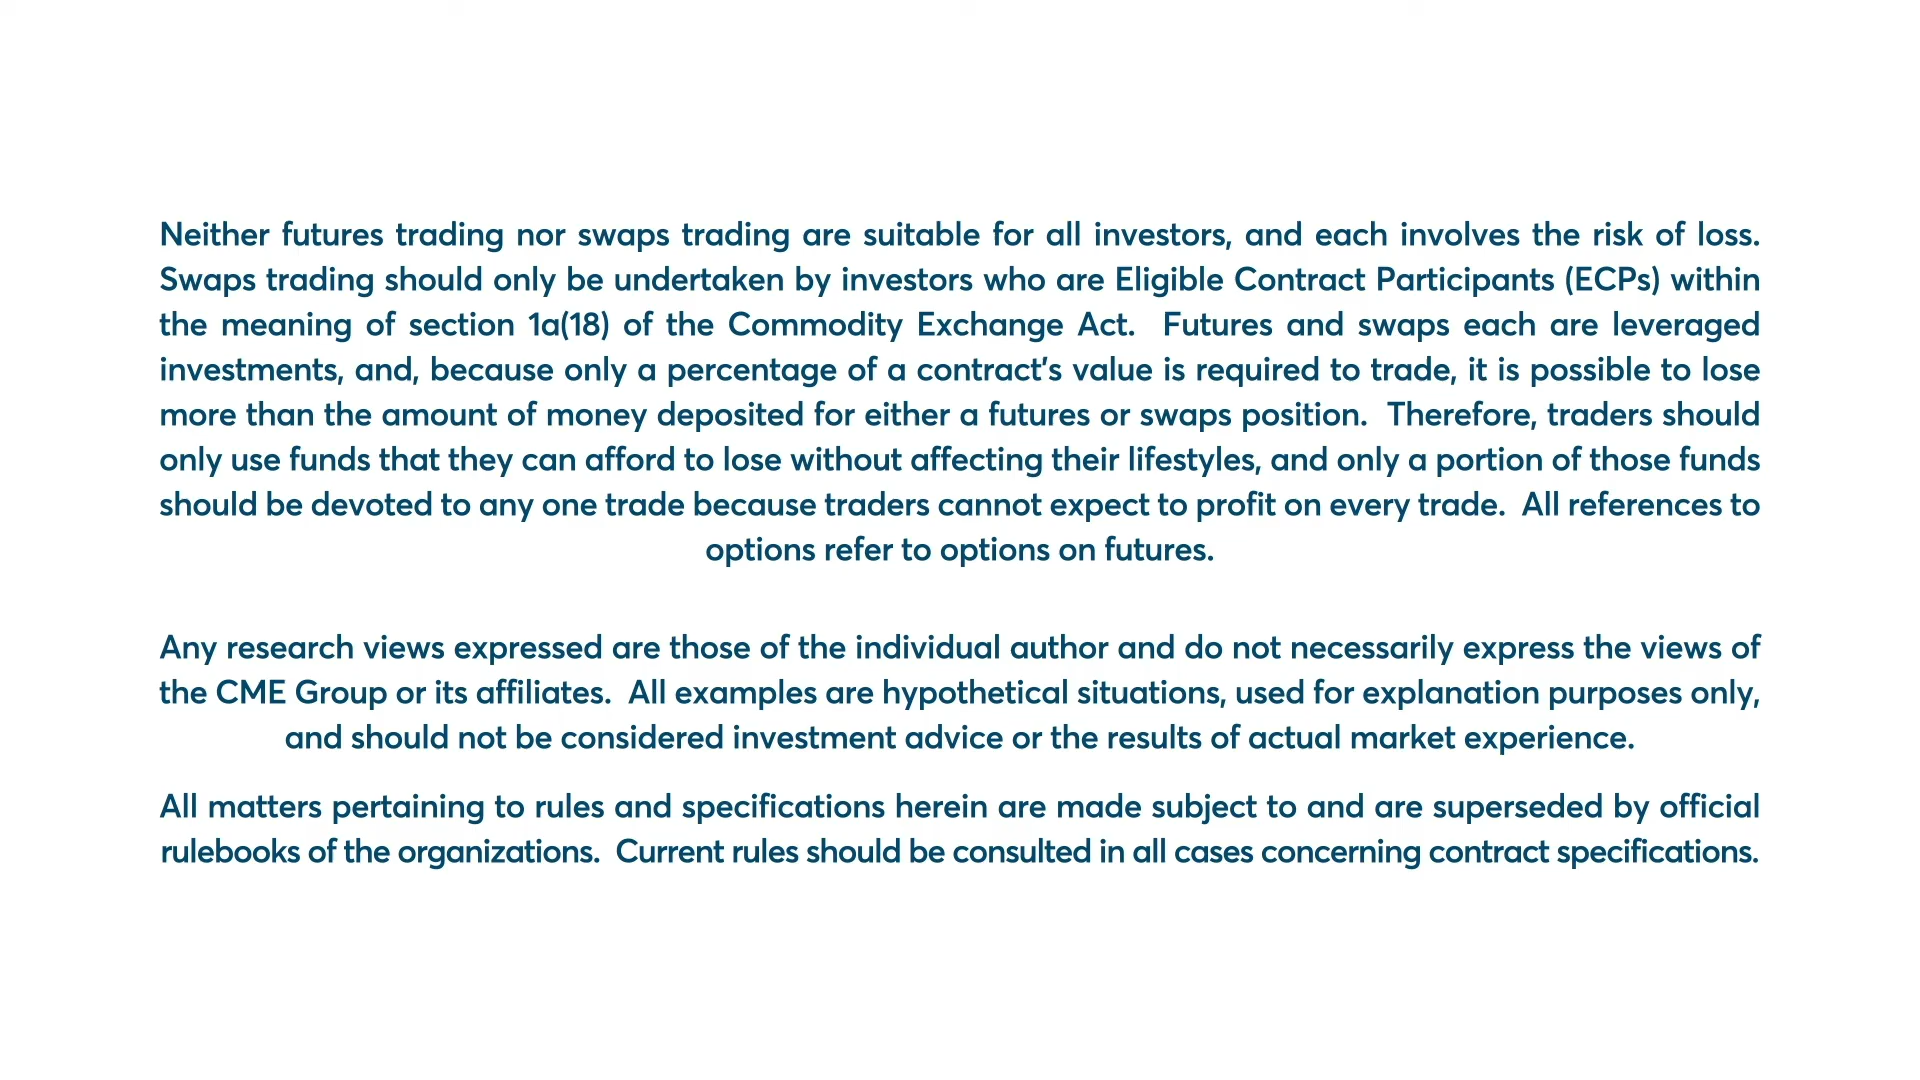 Neither futures trading nor swaps trading are suitable for all investors, and each involves the risk of loss.
Swaps trading should only be undertaken by investors who are Eligible Contract Participants (ECPs) within
the meaning of section 1a(18) of the Commodity Exchange Act.  Futures and swaps each are leveraged
investments, and, because only a percentage of a contract's value is required to trade, it is possible to lose
more than the amount of money deposited for either a futures or swaps position.  Therefore, traders should
only use funds that they can afford to lose without affecting their lifestyles, and only a portion of those funds
should be devoted to any one trade because traders cannot expect to profit on every trade.  All references to
options refer to options on futures.
Any research views expressed are those of the individual author and do not necessarily express the views of
the CME Group or its affiliates.  All examples are hypothetical situations, used for explanation purposes only,
and should not be considered investment advice or the results of actual market experience.
All matters pertaining to rules and specifications herein are made subject to and are superseded by official
rulebooks of the organizations.  Current rules should be consulted in all cases concerning contract specifications.